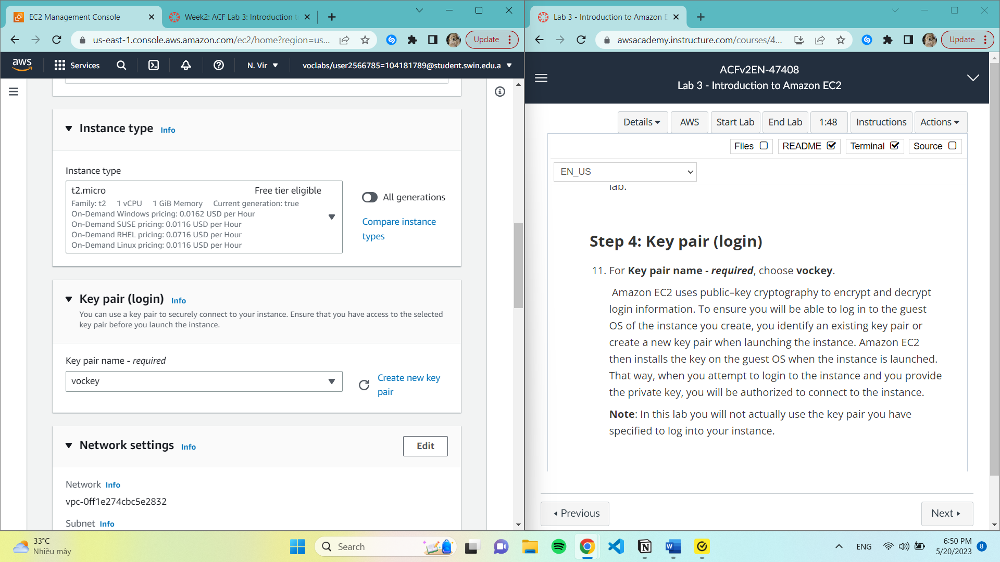 EC2 Management Console
Week2: ACF Lab 3: Introduction t
us-east-1.console.aws.amazon.com/ec2/home?region=us...
Update
aws
Services
N. Vir
voclabs/user2566785=104181789@student.swin.edu.a
Instance type Info
Instance type
t2.micro Free tier eligible
Family: t2 1 vCPU 1 GiB Memory Current generation: true
On-Demand Windows pricing: 0.0162 USD per Hour
On-Demand SUSE pricing: 0.0116 USD per Hour
On-Demand RHEL pricing: 0.0716 USD per Hour
On-Demand Linux pricing: 0.0116 USD per Hour
All generations
Compare instance
types
Key pair (login) Info
You can use a key pair to securely connect to your instance. Ensure that you have access to the selected
key pair before you launch the instance.
Key pair name - required
vockey
Create new key
pair
Network settings Info
Edit
Network Info
vpc-0ff1e274cbc5e2832
Subnet Info
Lab 3 - Introduction to Amazon E
awsacademy.instructure.com/courses/4...
Update
ACFv2EN-47408
Lab 3 - Introduction to Amazon EC2
Details AWS Start Lab End Lab 1:48 Instructions Actions
Files README Terminal Source
EN_US
lab.
Step 4: Key pair (login)
11. For Key pair name - required, choose vockey.
Amazon EC2 uses public–key cryptography to encrypt and decrypt
login information. To ensure you will be able to log in to the guest
OS of the instance you create, you identify an existing key pair or
create a new key pair when launching the instance. Amazon EC2
then installs the key on the guest OS when the instance is launched.
That way, when you attempt to login to the instance and you provide
the private key, you will be authorized to connect to the instance.
Note: In this lab you will not actually use the key pair you have
specified to log into your instance.
Previous
Next
33°C
Nhiều mây
Search
ENG
6:50 PM
5/20/2023
8